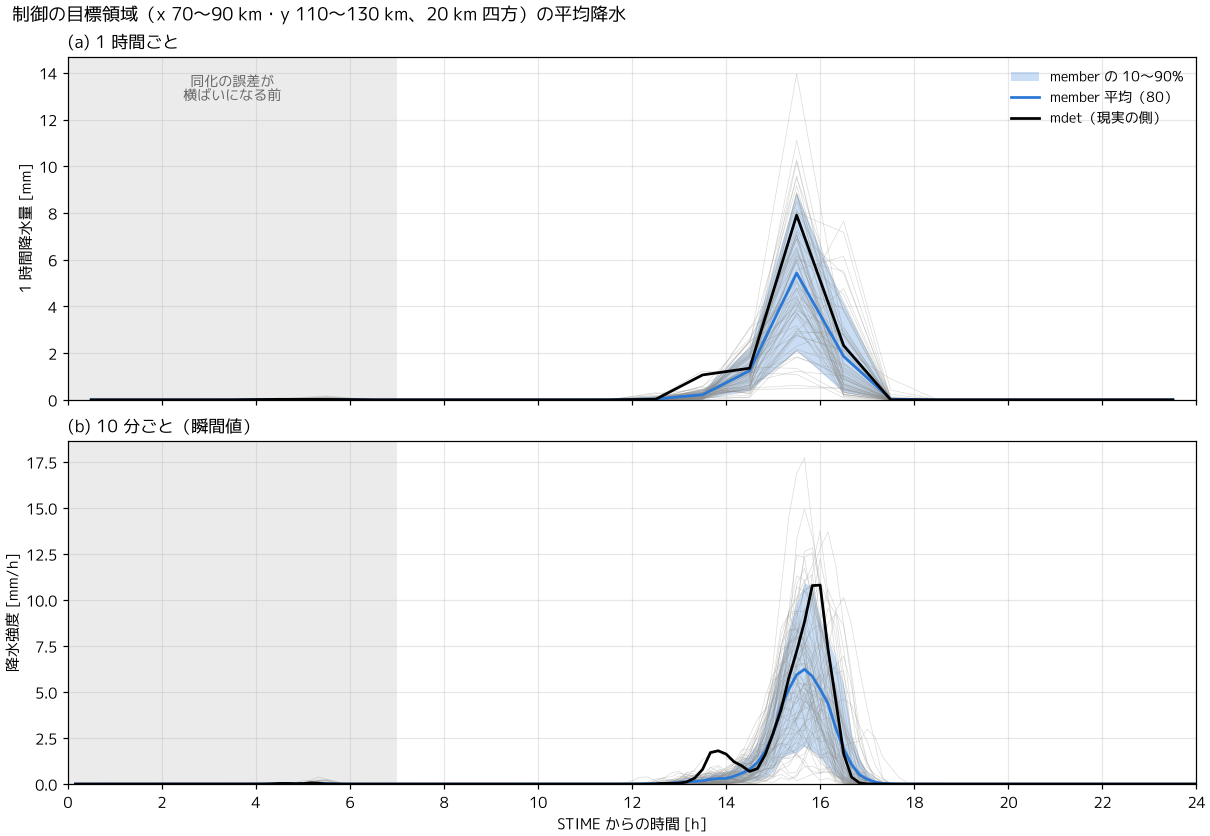 制御の目標領域（x 70〜90 km・y 110〜130 km、20 km 四方）の平均降水
(a) 1 時間ごと
同化の誤差が
横ばいになる前
member の 10〜90%
member 平均（80）
mdet（現実の側）
1 時間降水量 [mm]
14
12
10
8
6
4
2
0
(b) 10 分ごと（瞬間値）
降水強度 [mm/h]
17.5
15.0
12.5
10.0
7.5
5.0
2.5
0.0
0 2 4 6 8 10 12 14 16 18 20 22 24
STIME からの時間 [h]